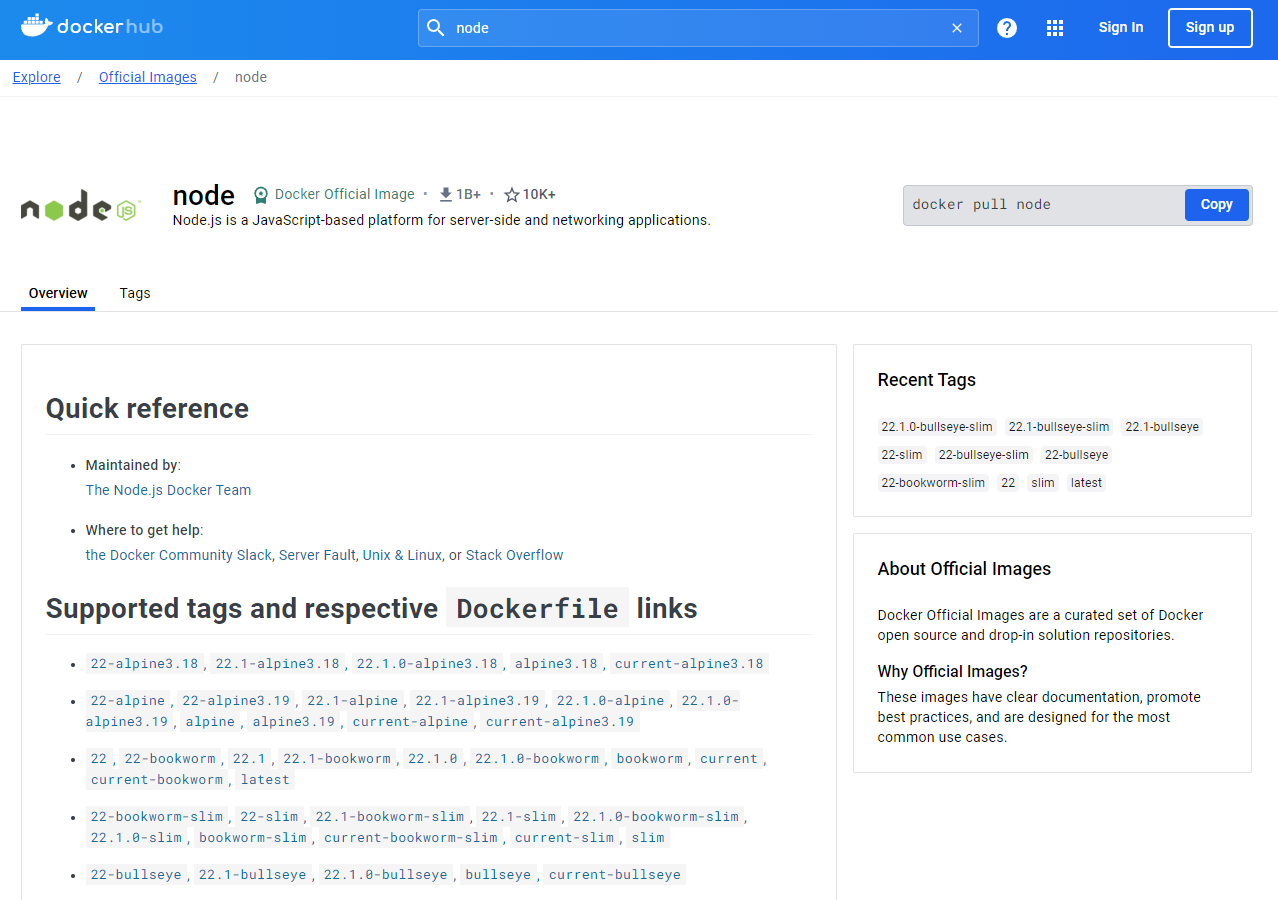 dockerhub
node
Sign In
Sign up
Explore / Official Images / node
node JS
node Docker Official Image • 1B+ • 10K+
Node.js is a JavaScript-based platform for server-side and networking applications.
docker pull node
Copy
Overview
Tags
Quick reference
• Maintained by:
The Node.js Docker Team
• Where to get help:
the Docker Community Slack, Server Fault, Unix & Linux, or Stack Overflow
Supported tags and respective Dockerfile links
• 22-alpine3.18, 22.1-alpine3.18, 22.1.0-alpine3.18, alpine3.18, current-alpine3.18
• 22-alpine, 22-alpine3.19, 22.1-alpine, 22.1-alpine3.19, 22.1.0-alpine, 22.1.0-
alpine3.19, alpine, alpine3.19, current-alpine, current-alpine3.19
• 22, 22-bookworm, 22.1, 22.1-bookworm, 22.1.0, 22.1.0-bookworm, bookworm, current,
current-bookworm, latest
• 22-bookworm-slim, 22-slim, 22.1-bookworm-slim, 22.1-slim, 22.1.0-bookworm-slim,
22.1.0-slim, bookworm-slim, current-bookworm-slim, current-slim, slim
• 22-bullseye, 22.1-bullseye, 22.1.0-bullseye, bullseye, current-bullseye
Recent Tags
22.1.0-bullseye-slim 22.1-bullseye-slim 22.1-bullseye
22-slim 22-bullseye-slim 22-bullseye
22-bookworm-slim 22 slim latest
About Official Images
Docker Official Images are a curated set of Docker
open source and drop-in solution repositories.
Why Official Images?
These images have clear documentation, promote
best practices, and are designed for the most
common use cases.